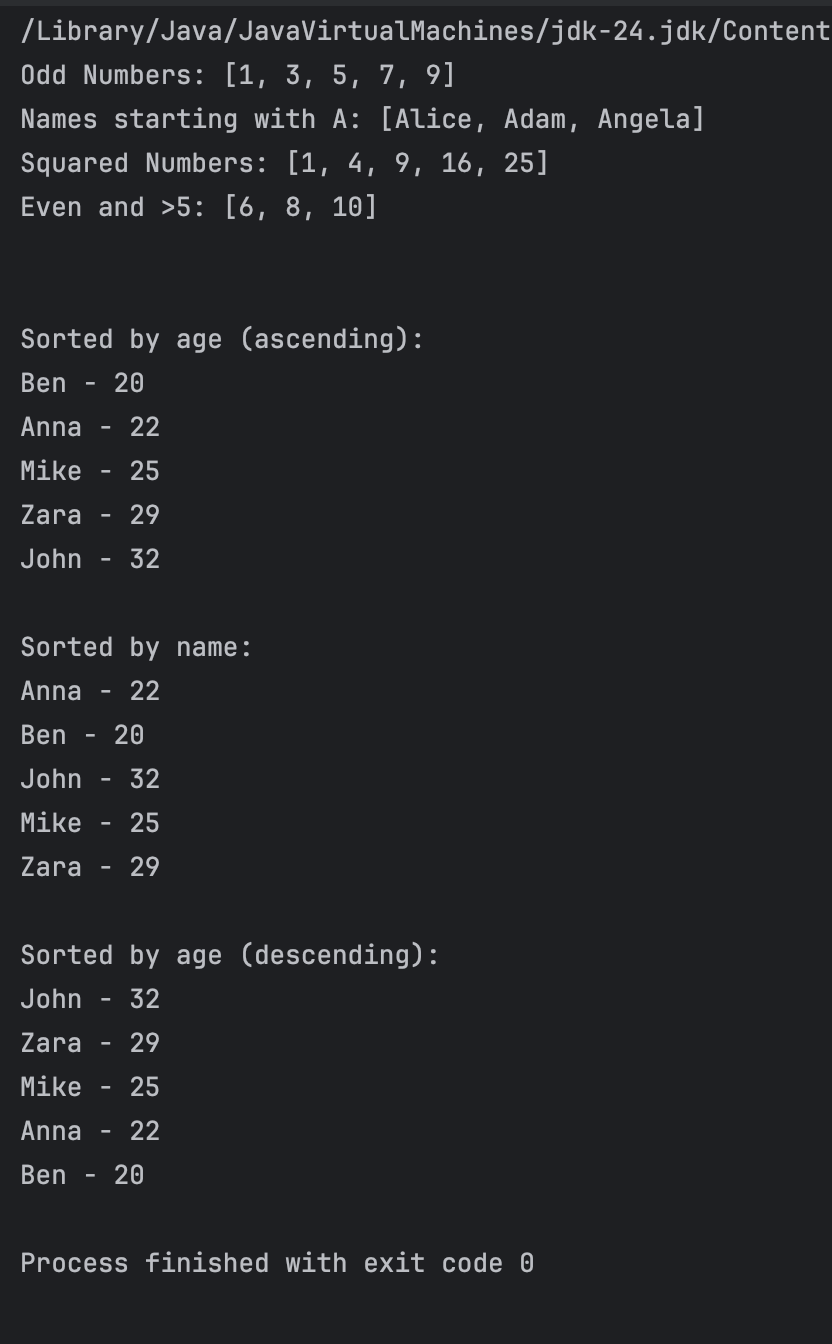 /Library/Java/JavaVirtualMachines/jdk-24.jdk/Content
Odd Numbers: [1, 3, 5, 7, 9]
Names starting with A: [Alice, Adam, Angela]
Squared Numbers: [1, 4, 9, 16, 25]
Even and >5: [6, 8, 10]
Sorted by age (ascending):
Ben - 20
Anna - 22
Mike - 25
Zara - 29
John - 32
Sorted by name:
Anna - 22
Ben - 20
John - 32
Mike - 25
Zara - 29
Sorted by age (descending):
John - 32
Zara - 29
Mike - 25
Anna - 22
Ben - 20
Process finished with exit code 0